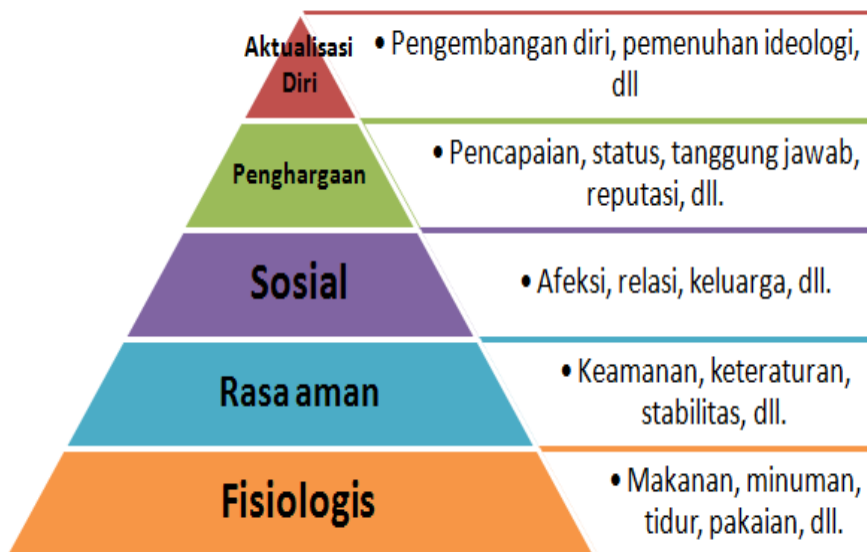 Aktualisasi
Diri
• Pengembangan diri, pemenuhan ideologi,
dll
Penghargaan
• Pencapaian, status, tanggung jawab,
reputasi, dll.
Sosial
• Afeksi, relasi, keluarga, dll.
Rasa aman
• Keamanan, keteraturan,
stabilitas, dll.
Fisiologis
• Makanan, minuman,
tidur, pakaian, dll.